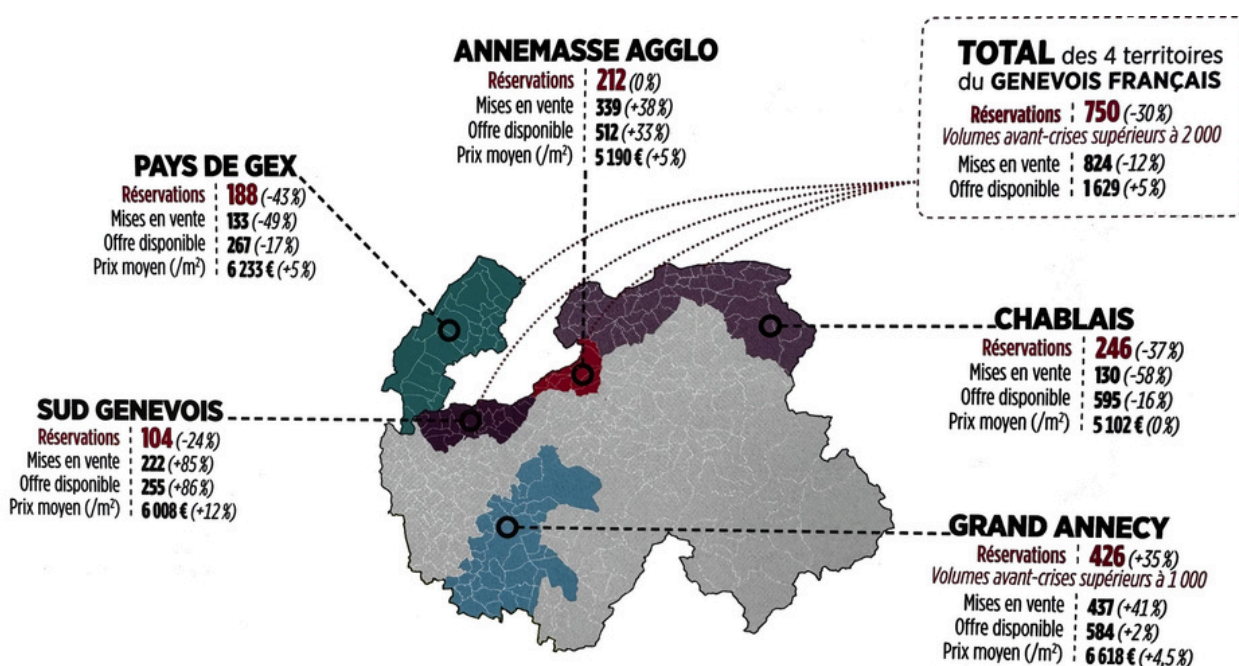 ANNEMASSE AGGLO
Réservations 212 (0%)
Mises en vente 339 (+38%)
Offre disponible 512 (+33%)
Prix moyen (/m²) 5 190 € (+5%)
TOTAL des 4 territoires
du GENEVOIS FRANÇAIS
Réservations 750 (-30%)
Volumes avant-crises supérieurs à 2 000
Mises en vente 824 (-12%)
Offre disponible 1 629 (+5%)
PAYS DE GEX
Réservations 188 (-43%)
Mises en vente 133 (-49%)
Offre disponible 267 (-17%)
Prix moyen (/m²) 6 233 € (+5%)
CHABLAIS
Réservations 246 (-37%)
Mises en vente 130 (-58%)
Offre disponible 595 (-16%)
Prix moyen (/m²) 5 102 € (0%)
SUD GENEVOIS
Réservations 104 (-24%)
Mises en vente 222 (+85%)
Offre disponible 255 (+86%)
Prix moyen (/m²) 6 008 € (+12%)
GRAND ANNECY
Réservations 426 (+35%)
Volumes avant-crises supérieurs à 1 000
Mises en vente 437 (+41%)
Offre disponible 584 (+2%)
Prix moyen (/m²) 6 618 € (+4,5%)